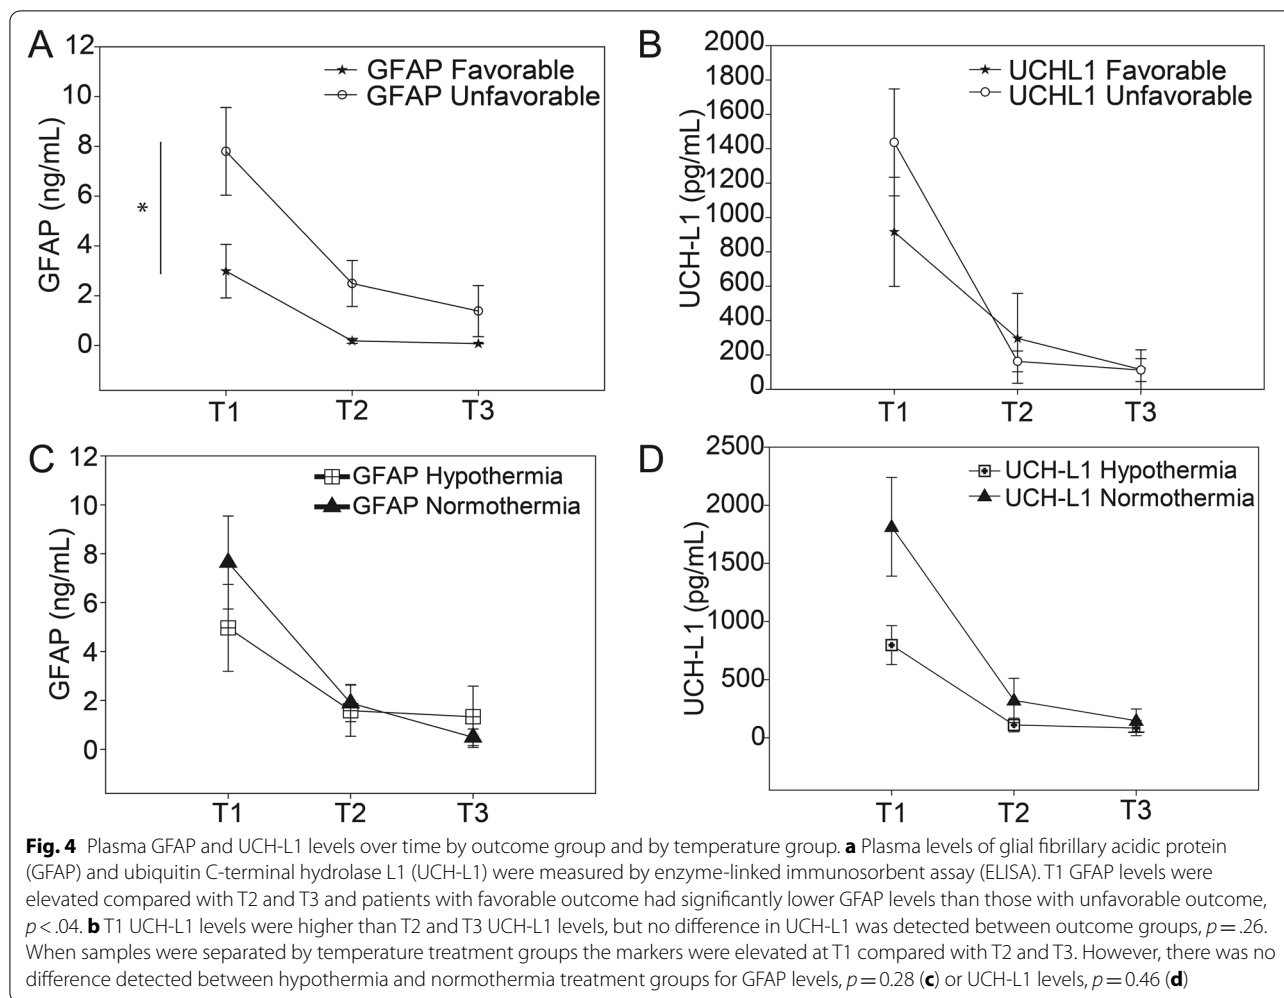 A
GFAP (ng/mL)
12
10
8
6
4
2
0
*
GFAP Favorable
GFAP Unfavorable
T1 T2 T3
B
UCH-L1 (pg/mL)
2000
1800
1600
1400
1200
1000
800
600
400
200
0
UCHL1 Favorable
UCHL1 Unfavorable
T1 T2 T3
C
GFAP (ng/mL)
12
10
8
6
4
2
0
GFAP Hypothermia
GFAP Normothermia
T1 T2 T3
D
UCH-L1 (pg/mL)
2500
2000
1500
1000
500
0
UCH-L1 Hypothermia
UCH-L1 Normothermia
T1 T2 T3
Fig. 4 Plasma GFAP and UCH-L1 levels over time by outcome group and by temperature group. a Plasma levels of glial fibrillary acidic protein
(GFAP) and ubiquitin C-terminal hydrolase L1 (UCH-L1) were measured by enzyme-linked immunosorbent assay (ELISA). T1 GFAP levels were
elevated compared with T2 and T3 and patients with favorable outcome had significantly lower GFAP levels than those with unfavorable outcome,
p < .04. b T1 UCH-L1 levels were higher than T2 and T3 UCH-L1 levels, but no difference in UCH-L1 was detected between outcome groups, p = .26.
When samples were separated by temperature treatment groups the markers were elevated at T1 compared with T2 and T3. However, there was no
difference detected between hypothermia and normothermia treatment groups for GFAP levels, p = 0.28 (c) or UCH-L1 levels, p = 0.46 (d)